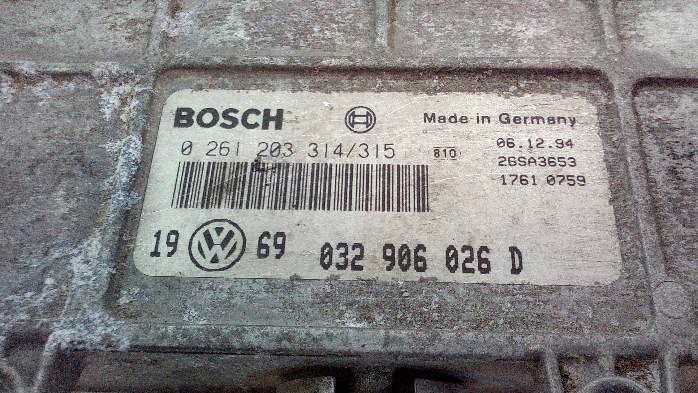 BOSCH
Made in Germany
0 261 203 314/315
810
06.12.94
26SA3653
1761 0759
19 VW 69 032 906 026 D